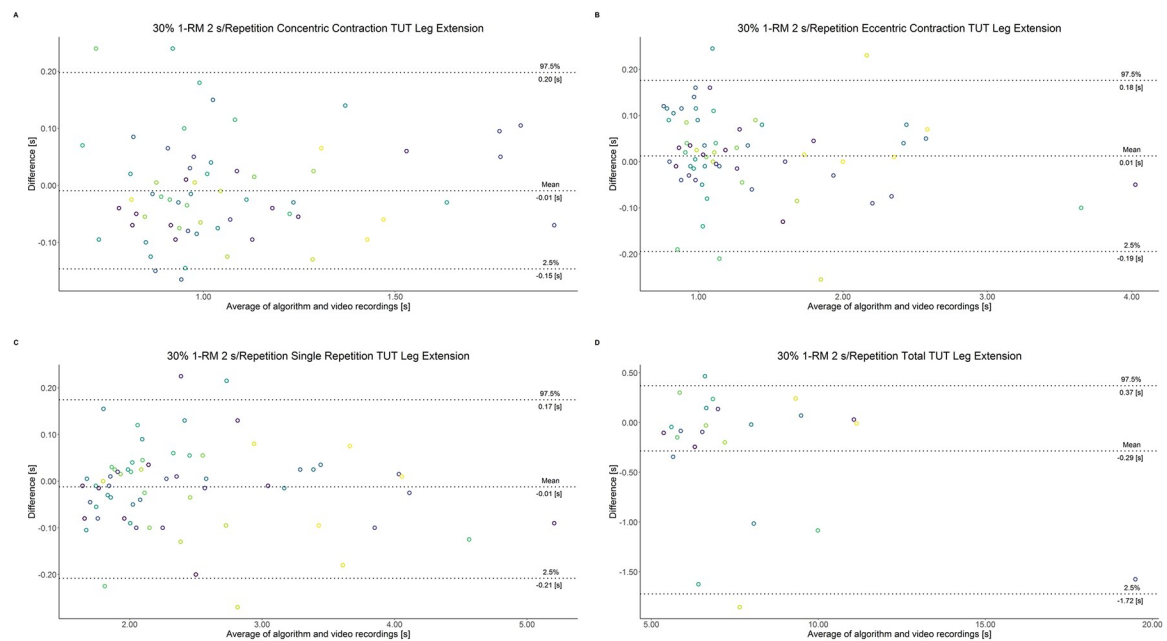 A
30% 1-RM 2 s/Repetition Concentric Contraction TUT Leg Extension
Difference [s]
0.20
0.10
0.00
-0.10
97.5%
0.20 [s]
Mean
-0.01 [s]
2.5%
-0.15 [s]
1.00
1.50
Average of algorithm and video recordings [s]
B
30% 1-RM 2 s/Repetition Eccentric Contraction TUT Leg Extension
Difference [s]
0.20
0.10
0.00
-0.10
-0.20
97.5%
0.18 [s]
Mean
0.01 [s]
2.5%
-0.19 [s]
1.00
2.00
3.00
4.00
Average of algorithm and video recordings [s]
C
30% 1-RM 2 s/Repetition Single Repetition TUT Leg Extension
Difference [s]
0.20
0.10
0.00
-0.10
-0.20
97.5%
0.17 [s]
Mean
-0.01 [s]
2.5%
-0.21 [s]
2.00
3.00
4.00
5.00
Average of algorithm and video recordings [s]
D
30% 1-RM 2 s/Repetition Total TUT Leg Extension
Difference [s]
0.50
0.00
-0.50
-1.00
-1.50
97.5%
0.37 [s]
Mean
-0.29 [s]
2.5%
-1.72 [s]
5.00
10.00
15.00
20.00
Average of algorithm and video recordings [s]